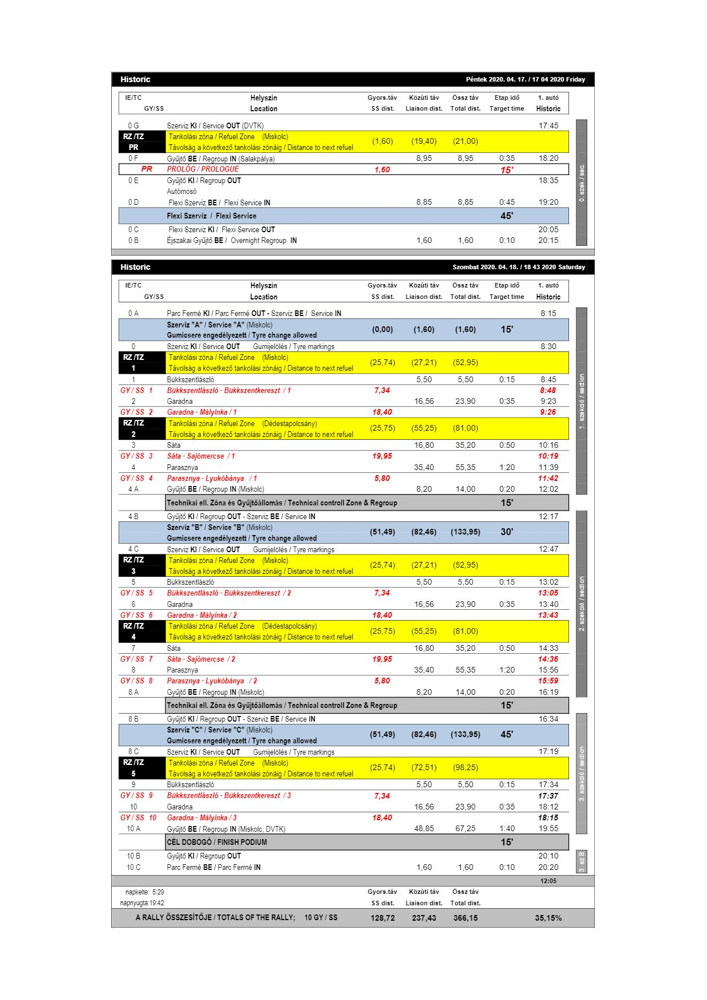 Historic Péntek 2020. 04. 17. / 17 04 2020 Friday
IE/TC Helyszín Gyors.táv Közúti táv Össz táv Etap idő 1. autó
GY/SS Location SS dist. Liaison dist. Total dist. Target time Historic
0 G Szerviz KI / Service OUT (DVTK) 17:45
RZ /TZ Tankolási zóna / Refuel Zone (Miskolc) (1,60) (19,40) (21,00)
PR Távolság a következő tankolási zónáig / Distance to next refuel
0 F Gyűjtő BE / Regroup IN (Salakpálya) 8,95 8,95 0:35 18:20
PR PROLÓG / PROLOGUE 1,60 15'
0 E Gyűjtő KI / Regroup OUT 18:35
Autómosó
0 D Flexi Szerviz BE / Flexi Service IN 8,85 8,85 0:45 19:20
Flexi Szerviz / Flexi Service 45'
0 C Flexi Szerviz KI / Flexi Service OUT 20:05
0 B Éjszakai Gyűjtő BE / Overnight Regroup IN 1,60 1,60 0:10 20:15
0. szek / sec.
Historic Szombat 2020. 04. 18. / 18 43 2020 Saturday
IE/TC Helyszín Gyors.táv Közúti táv Össz táv Etap idő 1. autó
GY/SS Location SS dist. Liaison dist. Total dist. Target time Historic
0 A Parc Fermé KI / Parc Fermé OUT - Szerviz BE / Service IN 8:15
Szerviz "A" / Service "A" (Miskolc) (0,00) (1,60) (1,60) 15'
Gumicsere engedélyezett / Tyre change allowed
0 Szerviz KI / Service OUT Gumijelölés / Tyre markings 8:30
RZ /TZ Tankolási zóna / Refuel Zone (Miskolc) (25,74) (27,21) (52,95)
1 Távolság a következő tankolási zónáig / Distance to next refuel
1 Bükkszentlászló 5,50 5,50 0:15 8:45
GY / SS 1 Bükkszentlászló - Bükkszentkereszt / 1 7,34 8:48
2 Garadna 16,56 23,90 0:35 9:23
GY / SS 2 Garadna - Mályinka / 1 18,40 9:26
RZ /TZ Tankolási zóna / Refuel Zone (Dédestapolcsány) (25,75) (55,25) (81,00)
2 Távolság a következő tankolási zónáig / Distance to next refuel
3 Sáta 16,80 35,20 0:50 10:16
GY / SS 3 Sáta - Sajómercse / 1 19,95 10:19
4 Parasznya 35,40 55,35 1:20 11:39
GY / SS 4 Parasznya - Lyukóbánya / 1 5,80 11:42
4 A Gyűjtő BE / Regroup IN (Miskolc) 8,20 14,00 0:20 12:02
Technikai ell. Zóna és Gyűjtőállomás / Technical controll Zone & Regroup 15'
1. szekció / section
4 B Gyűjtő KI / Regroup OUT - Szerviz BE / Service IN 12:17
Szerviz "B" / Service "B" (Miskolc) (51,49) (82,46) (133,95) 30'
Gumicsere engedélyezett / Tyre change allowed
4 C Szerviz KI / Service OUT Gumijelölés / Tyre markings 12:47
RZ /TZ Tankolási zóna / Refuel Zone (Miskolc) (25,74) (27,21) (52,95)
3 Távolság a következő tankolási zónáig / Distance to next refuel
5 Bükkszentlászló 5,50 5,50 0:15 13:02
GY / SS 5 Bükkszentlászló - Bükkszentkereszt / 2 7,34 13:05
6 Garadna 16,56 23,90 0:35 13:40
GY / SS 6 Garadna - Mályinka / 2 18,40 13:43
RZ /TZ Tankolási zóna / Refuel Zone (Dédestapolcsány) (25,75) (55,25) (81,00)
4 Távolság a következő tankolási zónáig / Distance to next refuel
7 Sáta 16,80 35,20 0:50 14:33
GY / SS 7 Sáta - Sajómercse / 2 19,95 14:36
8 Parasznya 35,40 55,35 1:20 15:56
GY / SS 8 Parasznya - Lyukóbánya / 2 5,80 15:59
8 A Gyűjtő BE / Regroup IN (Miskolc) 8,20 14,00 0:20 16:19
Technikai ell. Zóna és Gyűjtőállomás / Technical controll Zone & Regroup 15'
2. szekció / section
8 B Gyűjtő KI / Regroup OUT - Szerviz BE / Service IN 16:34
Szerviz "C" / Service "C" (Miskolc) (51,49) (82,46) (133,95) 45'
Gumicsere engedélyezett / Tyre change allowed
8 C Szerviz KI / Service OUT Gumijelölés / Tyre markings 17:19
RZ /TZ Tankolási zóna / Refuel Zone (Miskolc) (25,74) (72,51) (98,25)
5 Távolság a következő tankolási zónáig / Distance to next refuel
9 Bükkszentlászló 5,50 5,50 0:15 17:34
GY / SS 9 Bükkszentlászló - Bükkszentkereszt / 3 7,34 17:37
10 Garadna 16,56 23,90 0:35 18:12
GY / SS 10 Garadna - Mályinka / 3 18,40 18:15
10 A Gyűjtő BE / Regroup IN (Miskolc, DVTK) 48,85 67,25 1:40 19:55
CÉL DOBOGÓ / FINISH PODIUM 15'
3. szekció / section
10 B Gyűjtő KI / Regroup OUT 20:10
10 C Parc Fermé BE / Parc Fermé IN 1,60 1,60 0:10 20:20
3. sz B
12:05
napkelte: 5:29 Gyors.táv Közúti táv Össz táv
napnyugta:19:42 SS dist. Liaison dist. Total dist.
A RALLY ÖSSZESÍTŐJE / TOTALS OF THE RALLY; 10 GY / SS 128,72 237,43 366,15 35,15%